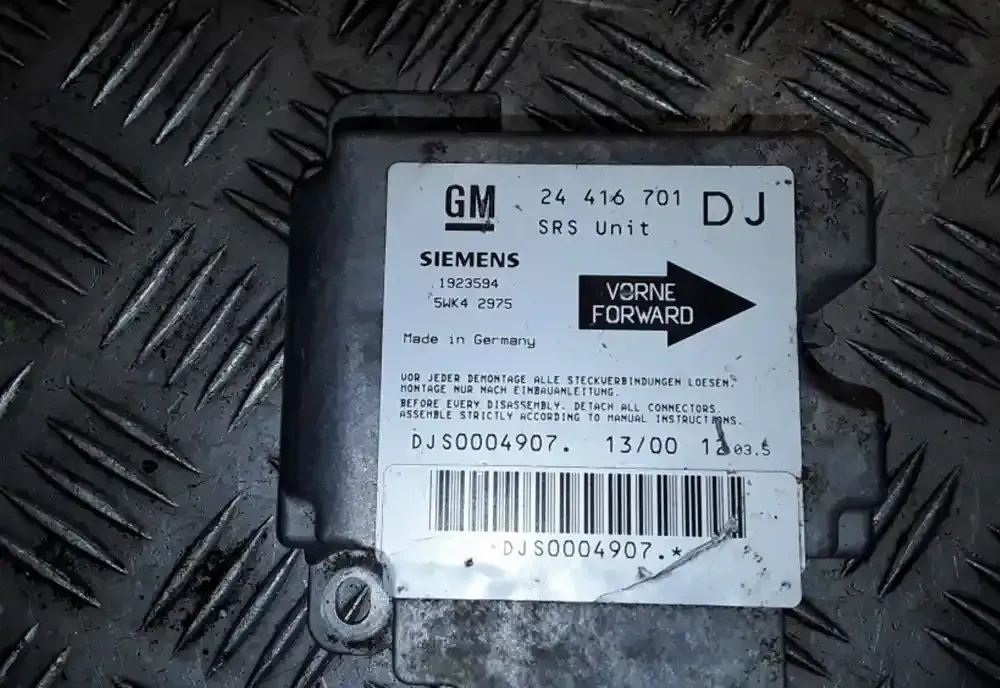 GM 24 416 701 DJ
SRS Unit
SIEMENS
1923594
5WK4 2975
VORNE
FORWARD
Made in Germany
VOR JEDER DEMONTAGE ALLE STECKVERBINDUNGEN LOESEN.
MONTAGE NUR NACH EINBAUANLEITUNG.
BEFORE EVERY DISASSEMBLY. DETACH ALL CONNECTORS.
ASSEMBLE STRICTLY ACCORDING TO MANUAL INSTRUCTIONS.
DJS0004907. 13/00 03.5
*DJS0004907.*